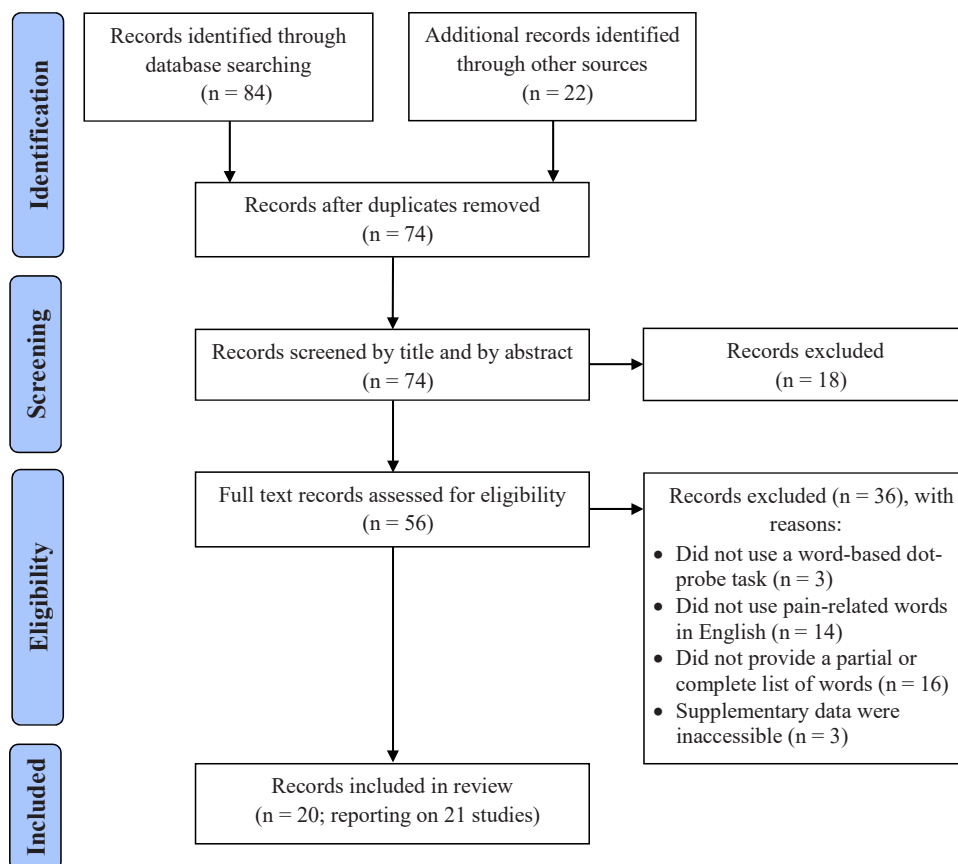 Identification
Records identified through
database searching
(n = 84)
Additional records identified
through other sources
(n = 22)
Records after duplicates removed
(n = 74)
Screening
Records screened by title and by abstract
(n = 74)
Records excluded
(n = 18)
Eligibility
Full text records assessed for eligibility
(n = 56)
Records excluded (n = 36), with
reasons:
• Did not use a word-based dot-
probe task (n = 3)
• Did not use pain-related words
in English (n = 14)
• Did not provide a partial or
complete list of words (n = 16)
• Supplementary data were
inaccessible (n = 3)
Included
Records included in review
(n = 20; reporting on 21 studies)